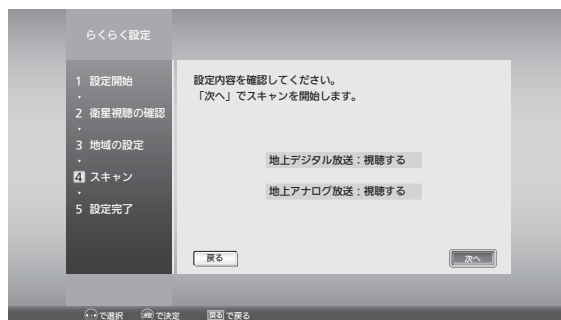 らくらく設定
1 設定開始
2 衛星視聴の確認
3 地域の設定
4 スキャン
5 設定完了
設定内容を確認してください。
「次へ」でスキャンを開始します。
地上デジタル放送：視聴する
地上アナログ放送：視聴する
戻る
次へ
で選択 決定 で決定 戻る で戻る